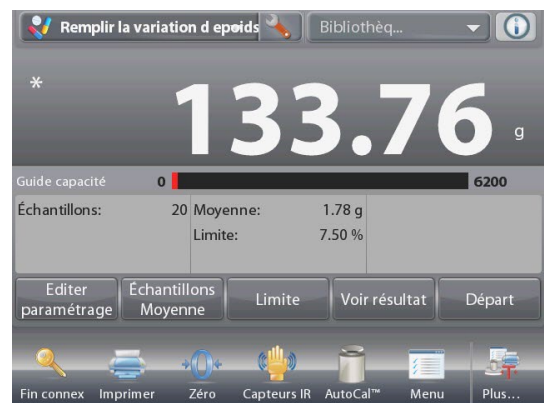 Remplir la variation d epoids
Bibliothèq...
*
133.76 g
Guide capacité 0 6200
Échantillons: 20 Moyenne: 1.78 g
Limite: 7.50 %
Editer paramétrage
Échantillons Moyenne
Limite
Voir résultat
Départ
Fin connex
Imprimer
Zéro
Capteurs IR
AutoCal™
Menu
Plus...